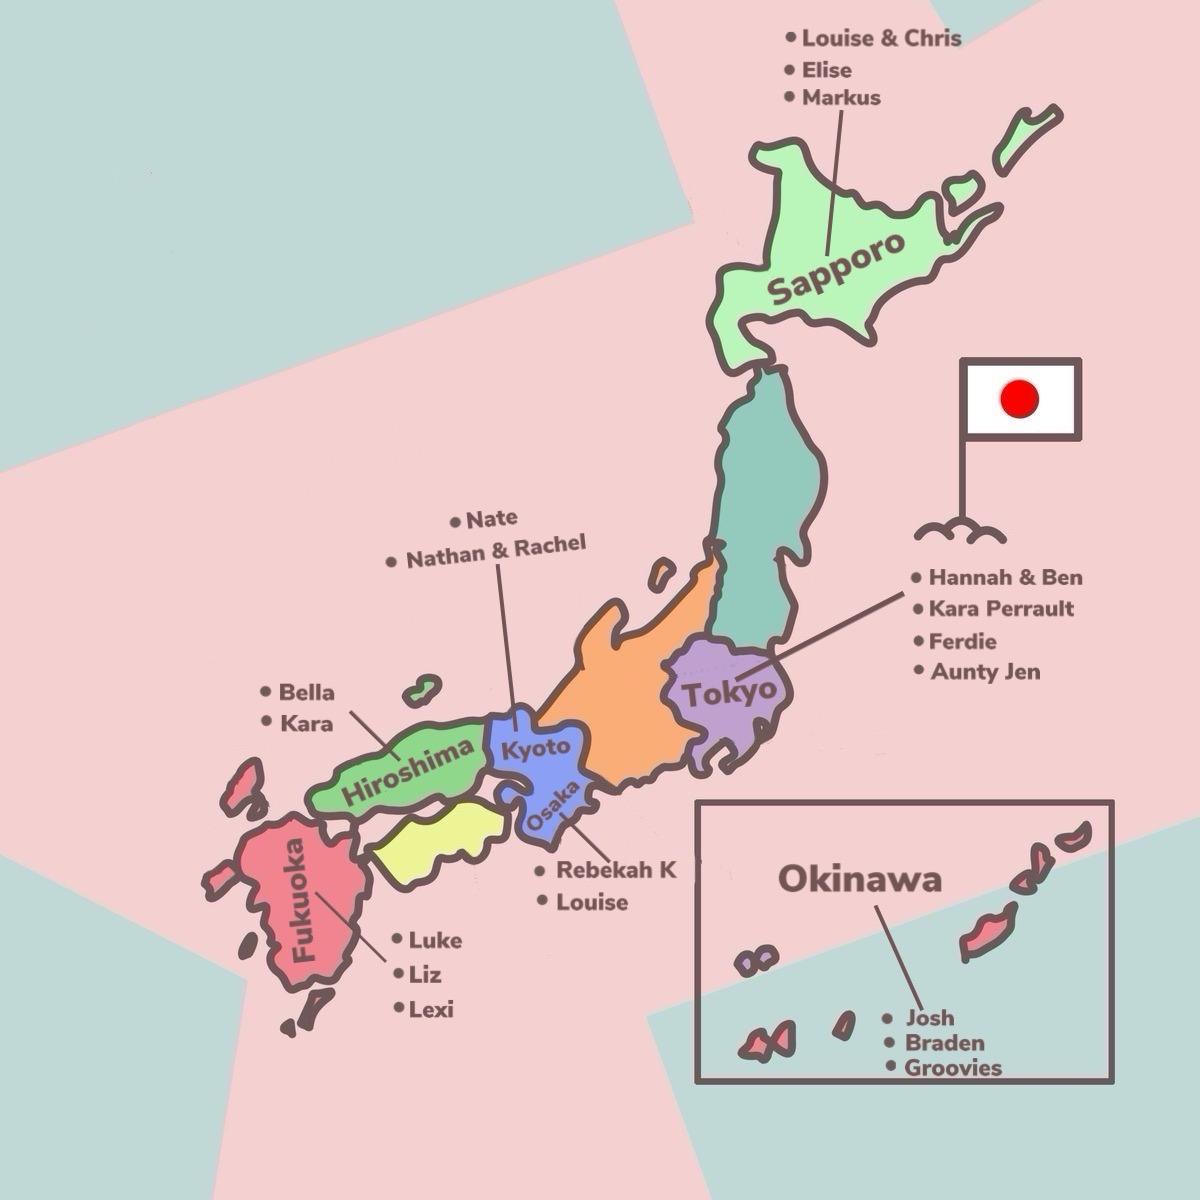 • Louise & Chris
• Elise
• Markus
Sapporo
• Nate
• Nathan & Rachel
• Hannah & Ben
• Kara Perrault
• Ferdie
• Aunty Jen
Tokyo
• Bella
• Kara
Hiroshima
Kyoto
Osaka
• Rebekah K
• Louise
Fukuoka
• Luke
• Liz
• Lexi
Okinawa
• Josh
• Braden
• Groovies